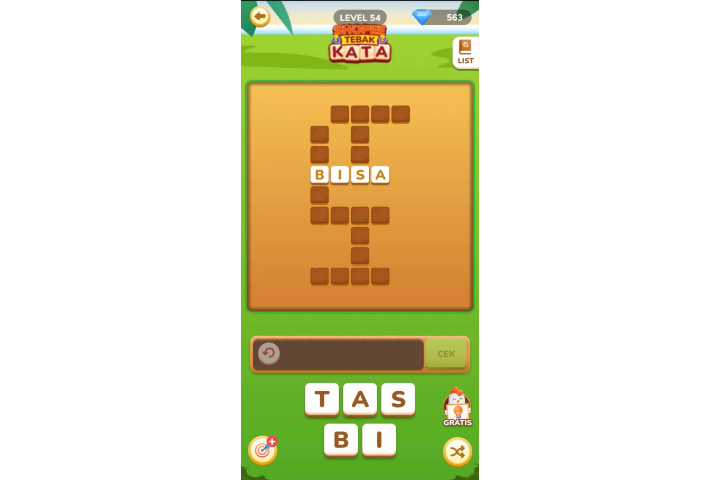 LEVEL 54
563
SHOPEE
TEBAK
KATA
LIST
BISA
CEK
T A S
GRATIS
B I